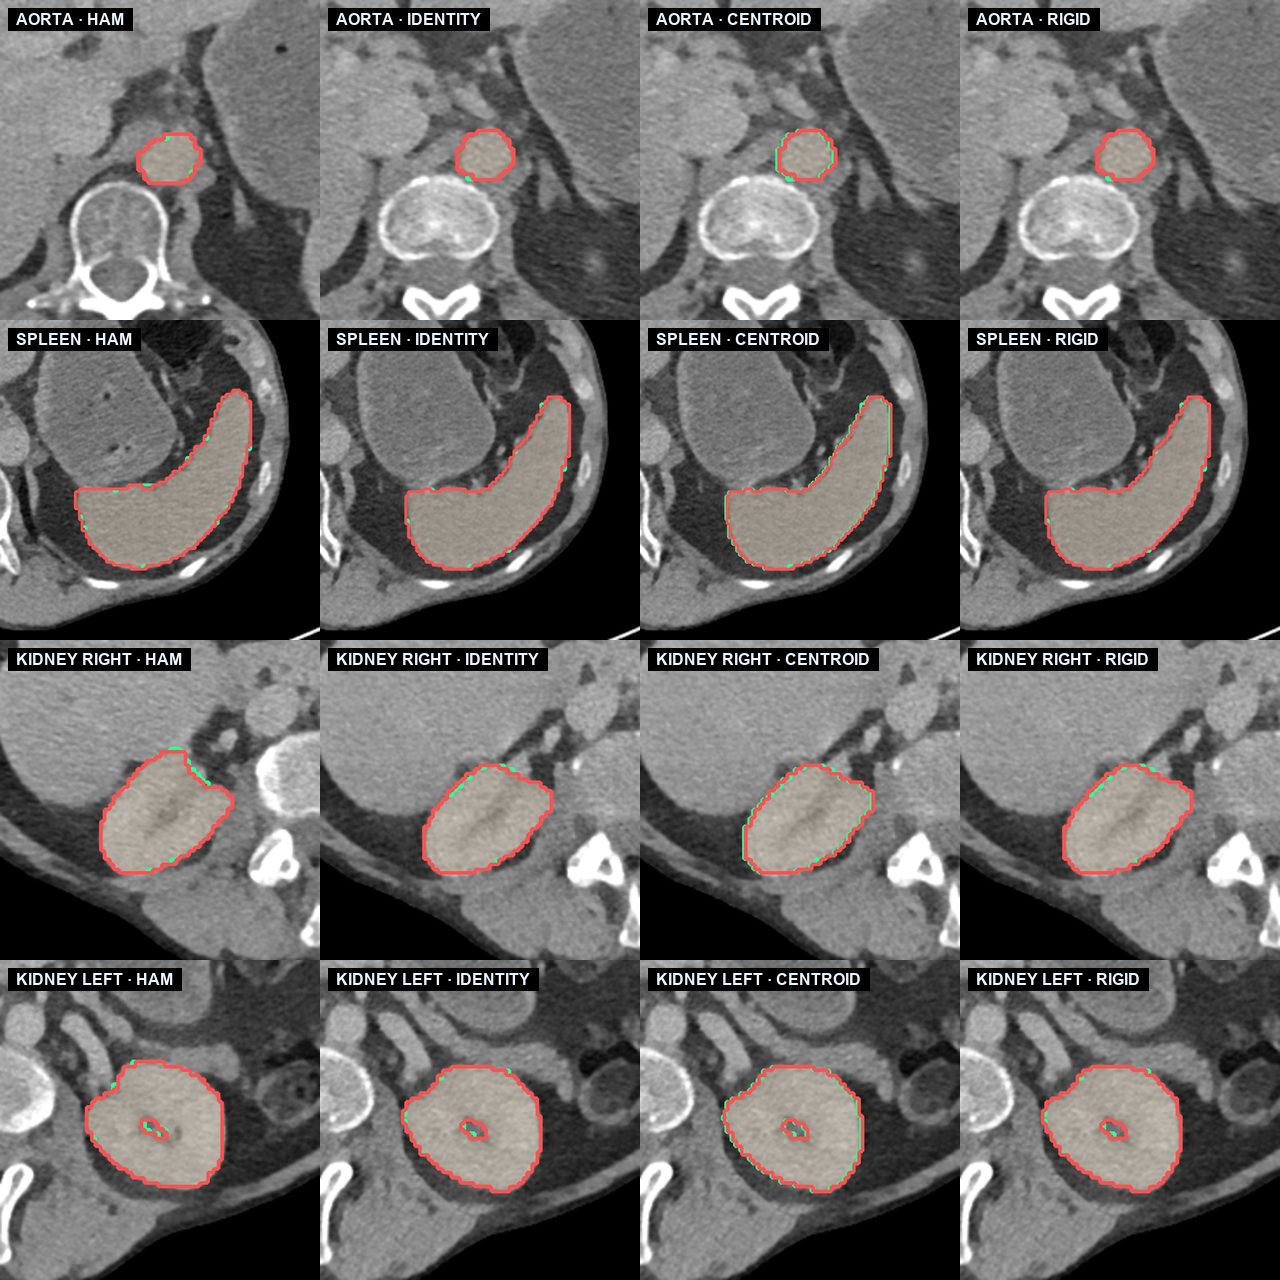 AORTA · HAM
AORTA · IDENTITY
AORTA · CENTROID
AORTA · RIGID
SPLEEN · HAM
SPLEEN · IDENTITY
SPLEEN · CENTROID
SPLEEN · RIGID
KIDNEY RIGHT · HAM
KIDNEY RIGHT · IDENTITY
KIDNEY RIGHT · CENTROID
KIDNEY RIGHT · RIGID
KIDNEY LEFT · HAM
KIDNEY LEFT · IDENTITY
KIDNEY LEFT · CENTROID
KIDNEY LEFT · RIGID